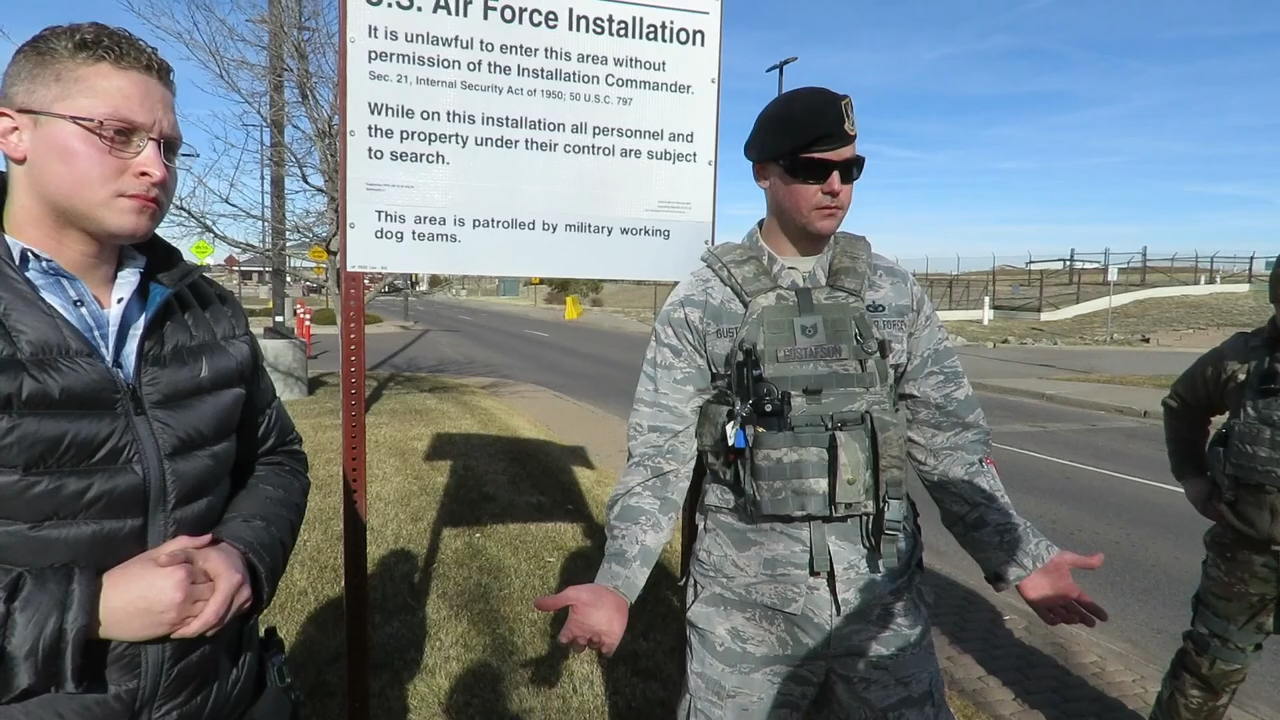 U.S. Air Force Installation
It is unlawful to enter this area without
permission of the Installation Commander.
Sec. 21, Internal Security Act of 1950; 50 U.S.C. 797
While on this installation all personnel and
the property under their control are subject
to search.
This area is patrolled by military working
dog teams.
GUST
GUSTAFSON